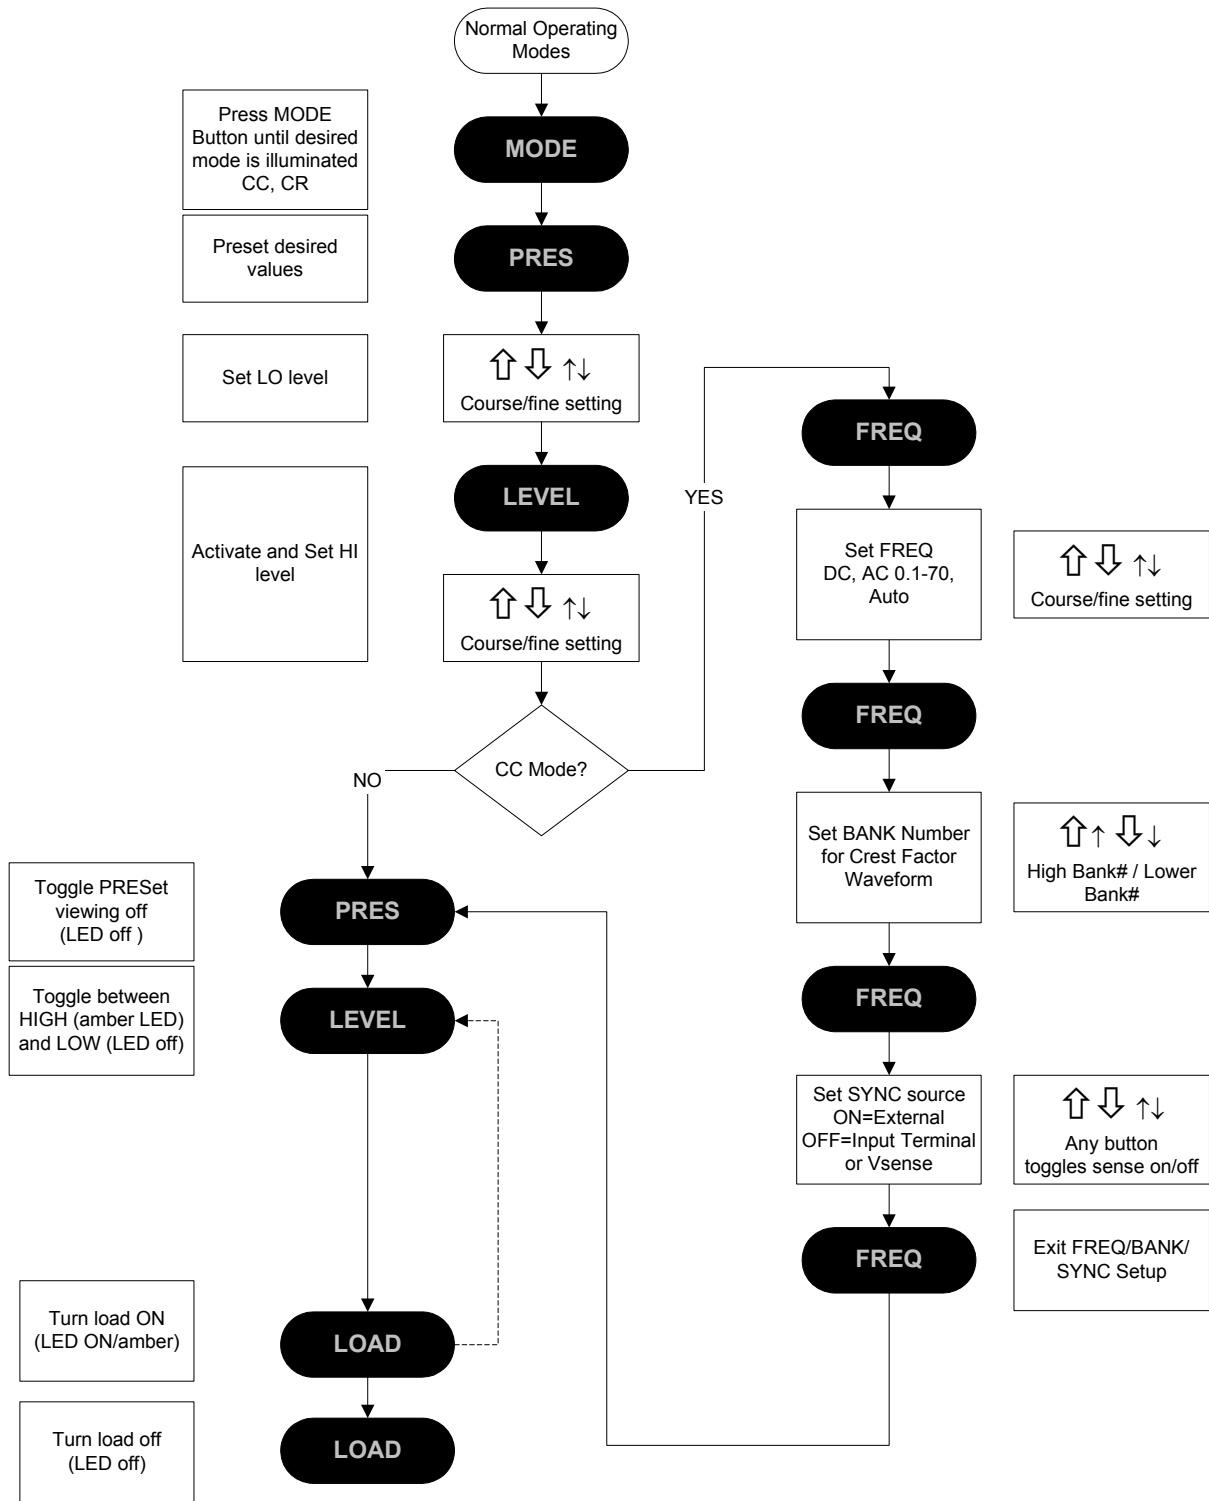 Normal Operating
Modes
Press MODE
Button until desired
mode is illuminated
CC, CR
MODE
Preset desired
values
PRES
Set LO level
⇧ ⇩ ↑↓
Course/fine setting
LEVEL
Activate and Set HI
level
⇧ ⇩ ↑↓
Course/fine setting
CC Mode?
YES
NO
FREQ
Set FREQ
DC, AC 0.1-70,
Auto
⇧ ⇩ ↑↓
Course/fine setting
FREQ
Set BANK Number
for Crest Factor
Waveform
⇧↑ ⇩↓
High Bank# / Lower
Bank#
FREQ
Set SYNC source
ON=External
OFF=Input Terminal
or Vsense
⇧ ⇩ ↑↓
Any button
toggles sense on/off
FREQ
Exit FREQ/BANK/
SYNC Setup
Toggle PRESet
viewing off
(LED off )
PRES
Toggle between
HIGH (amber LED)
and LOW (LED off)
LEVEL
Turn load ON
(LED ON/amber)
LOAD
Turn load off
(LED off)
LOAD